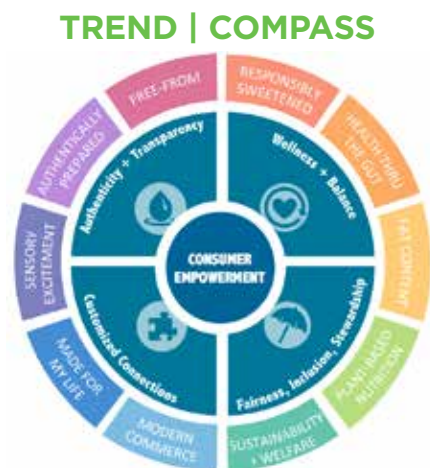 TREND | COMPASS
FREE-FROM
RESPONSIBLY
SWEETENED
HEALTH THRU
THE GUT
FAT CONTENT
PLANT-BASED
NUTRITION
SUSTAINABILITY
+ WELFARE
MODERN
COMMERCE
MADE FOR
MY LIFE
SENSORY
EXCITEMENT
AUTHENTICALLY
PREPARED
Authenticity + Transparency
Wellness + Balance
Fairness, Inclusion, Stewardship
Customized Connections
CONSUMER
EMPOWERMENT